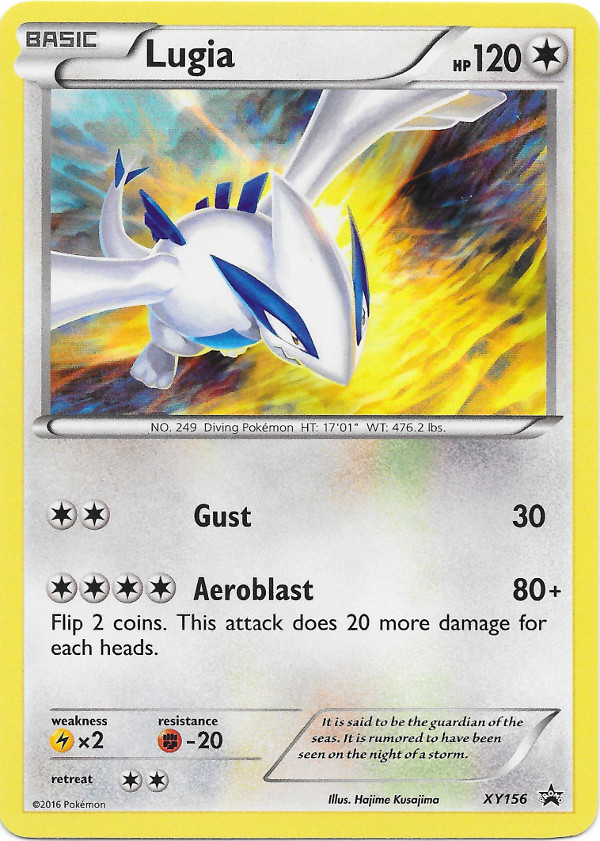 BASIC Lugia HP 120
NO. 249 Diving Pokémon HT: 17'01" WT: 476.2 lbs.
Gust 30
Aeroblast 80+
Flip 2 coins. This attack does 20 more damage for
each heads.
weakness resistance
×2 -20
It is said to be the guardian of the
seas. It is rumored to have been
seen on the night of a storm.
retreat
©2016 Pokémon Illus. Hajime Kusajima XY156